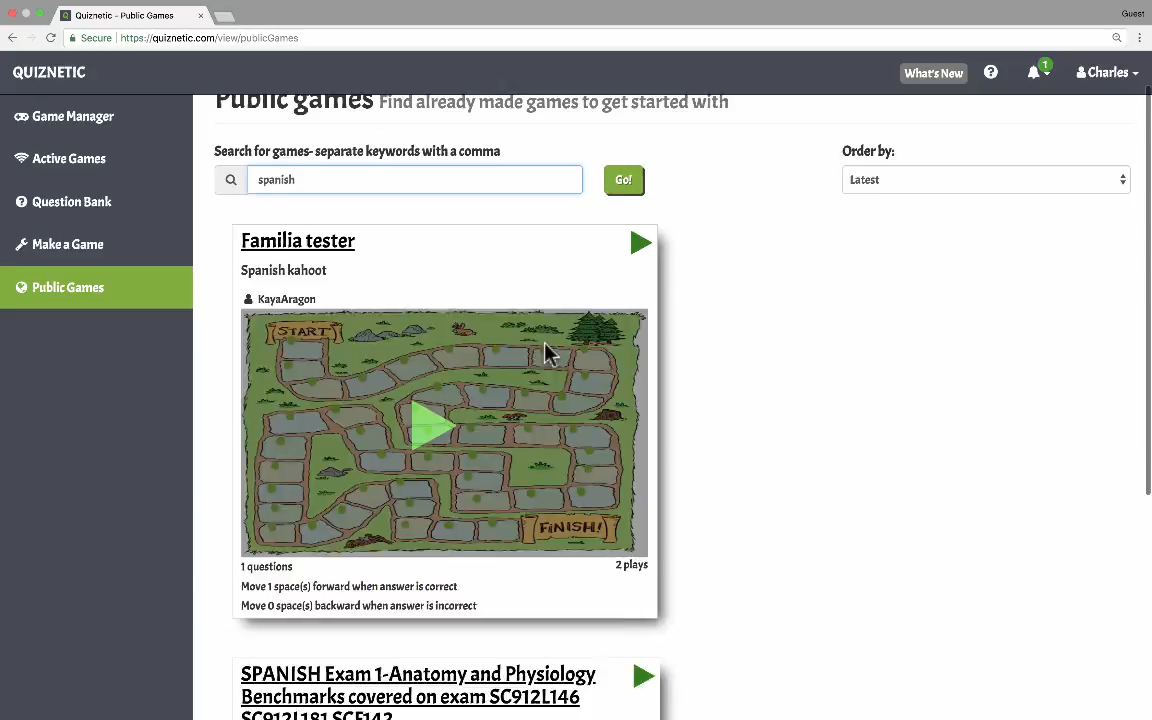 Quiznetic - Public Games
Guest
Secure https://quiznetic.com/view/publicGames
QUIZNETIC
What's New
1
Charles
Game Manager
Active Games
Question Bank
Make a Game
Public Games
Public games Find already made games to get started with
Search for games- separate keywords with a comma
spanish
Go!
Order by:
Latest
Familia tester
Spanish kahoot
KayaAragon
START
FINISH!
1 questions
2 plays
Move 1 space(s) forward when answer is correct
Move 0 space(s) backward when answer is incorrect
SPANISH Exam 1-Anatomy and Physiology
Benchmarks covered on exam SC912L146